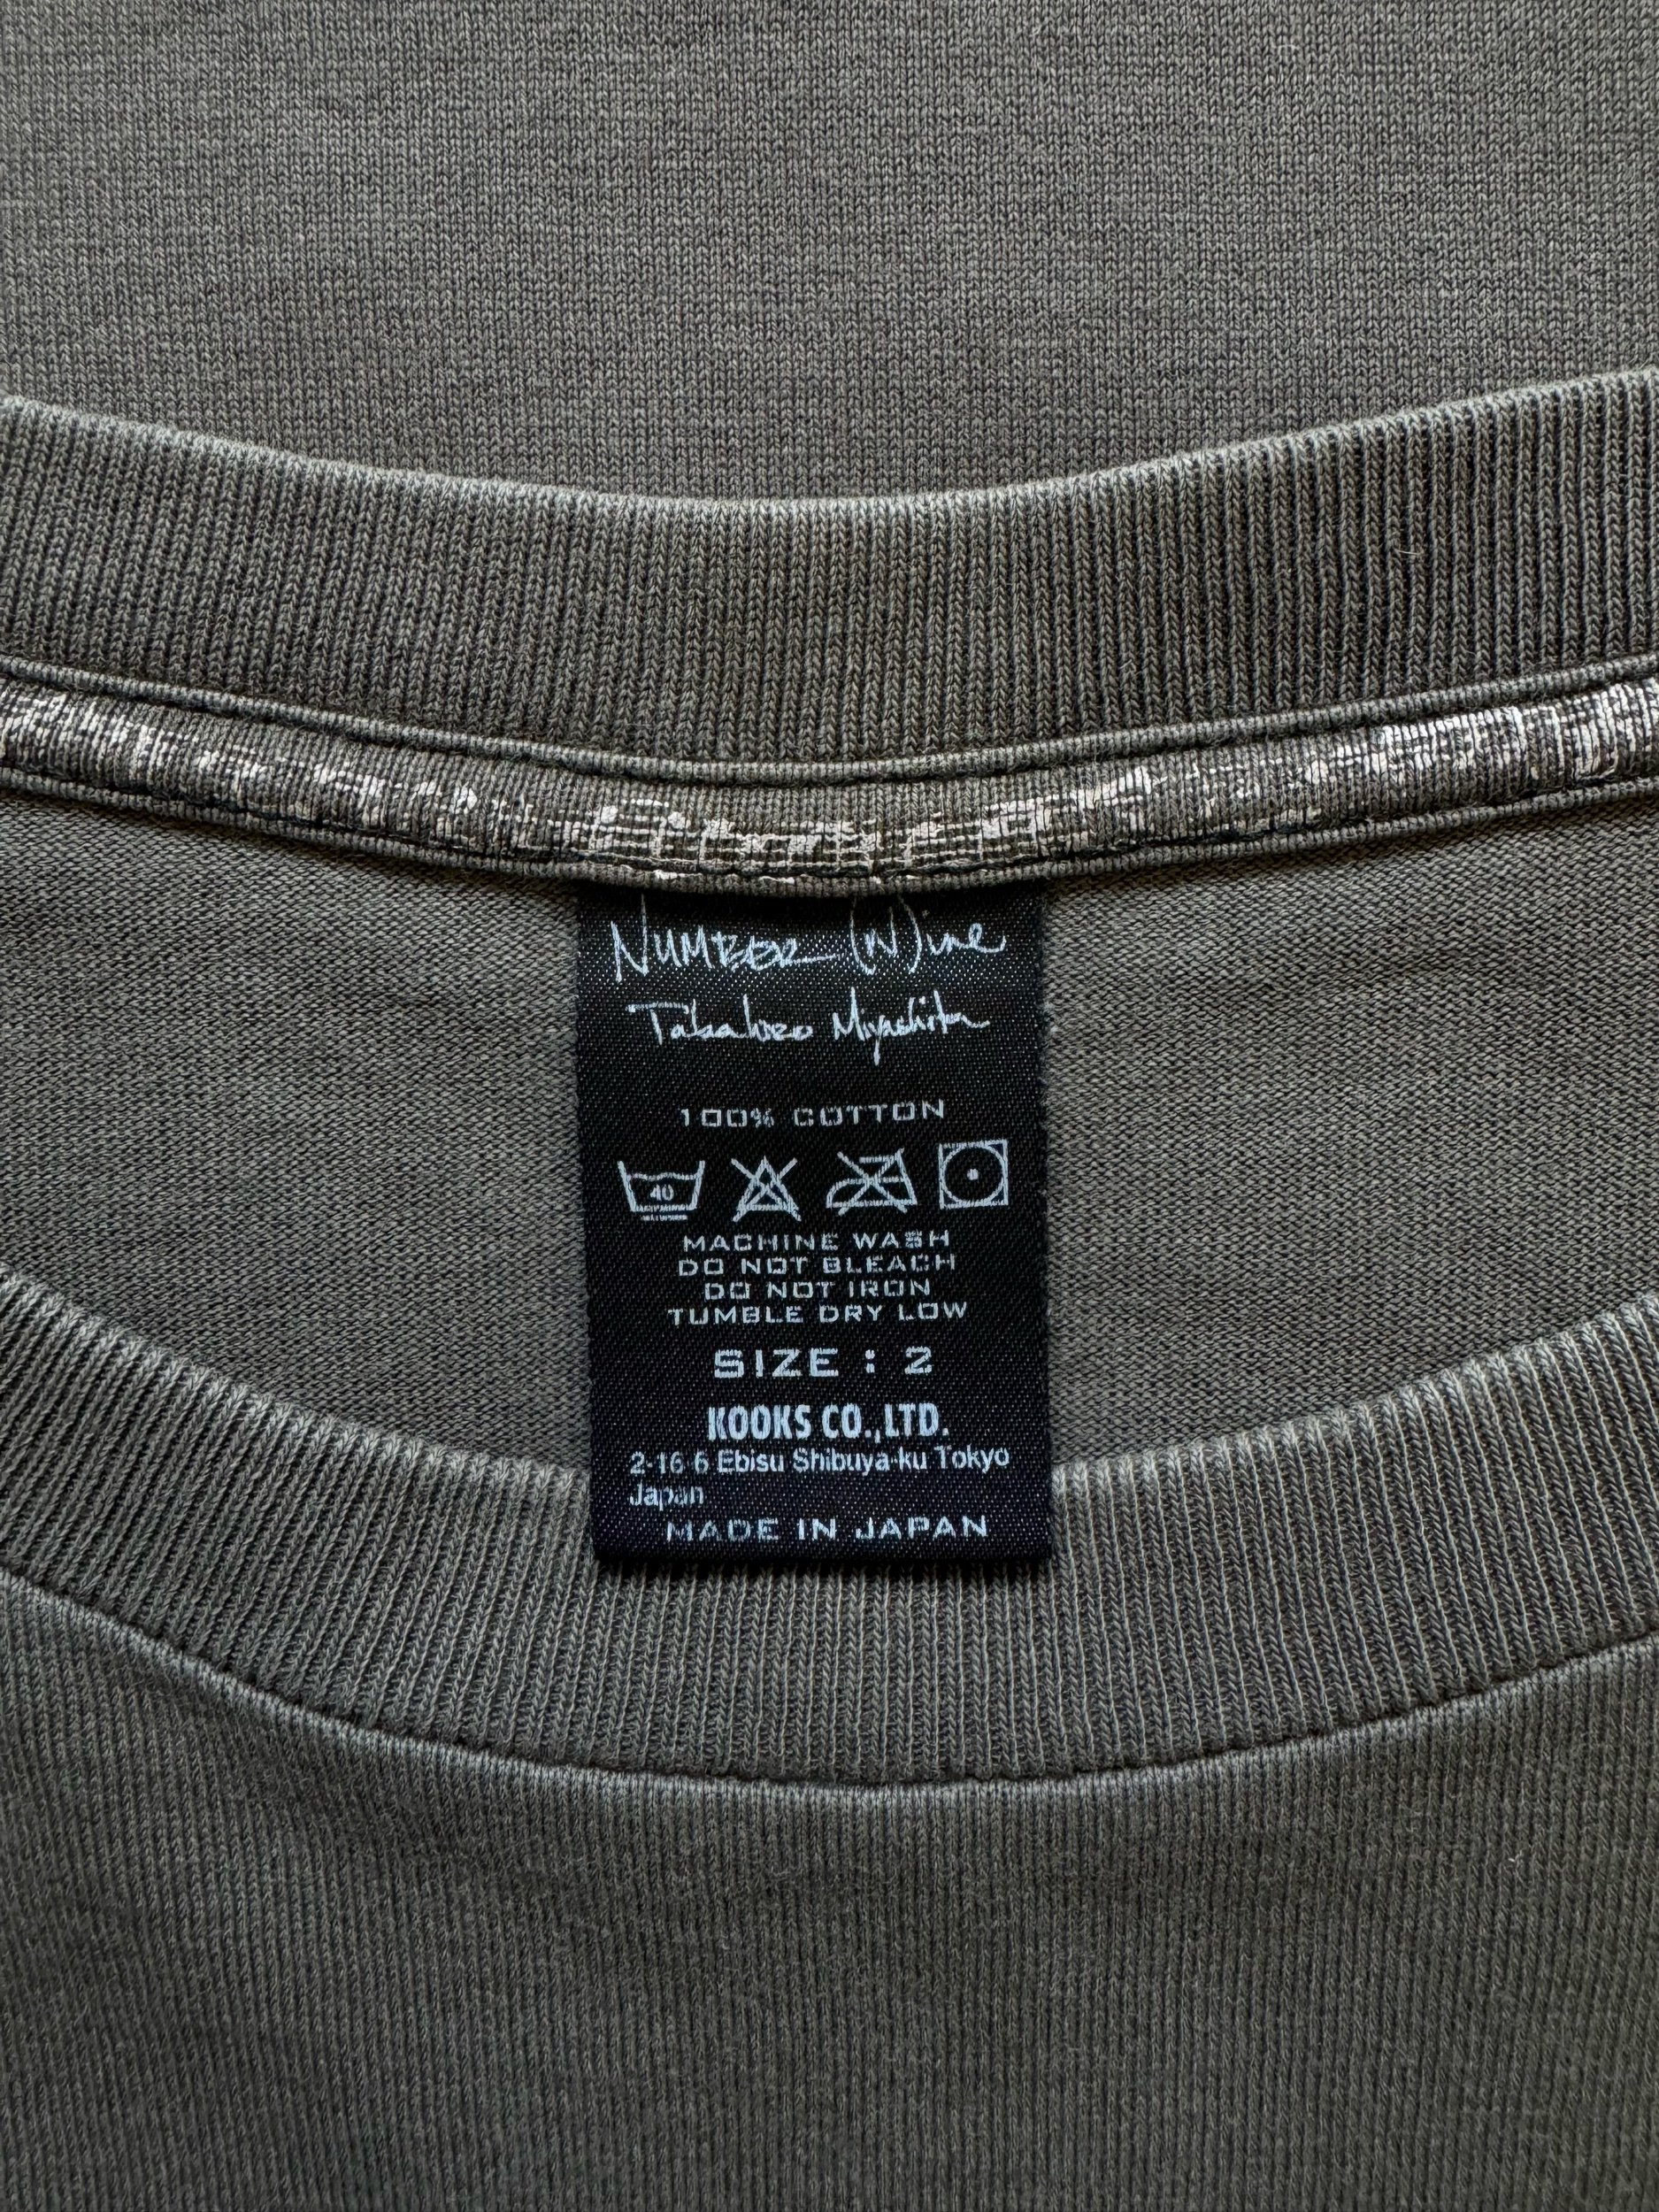 NUMBER (N)ine
Takahiro Miyashita
100% COTTON
40
MACHINE WASH
DO NOT BLEACH
DO NOT IRON
TUMBLE DRY LOW
SIZE : 2
KOOKS CO.,LTD.
2-16-6 Ebisu Shibuya-ku Tokyo
Japan
MADE IN JAPAN